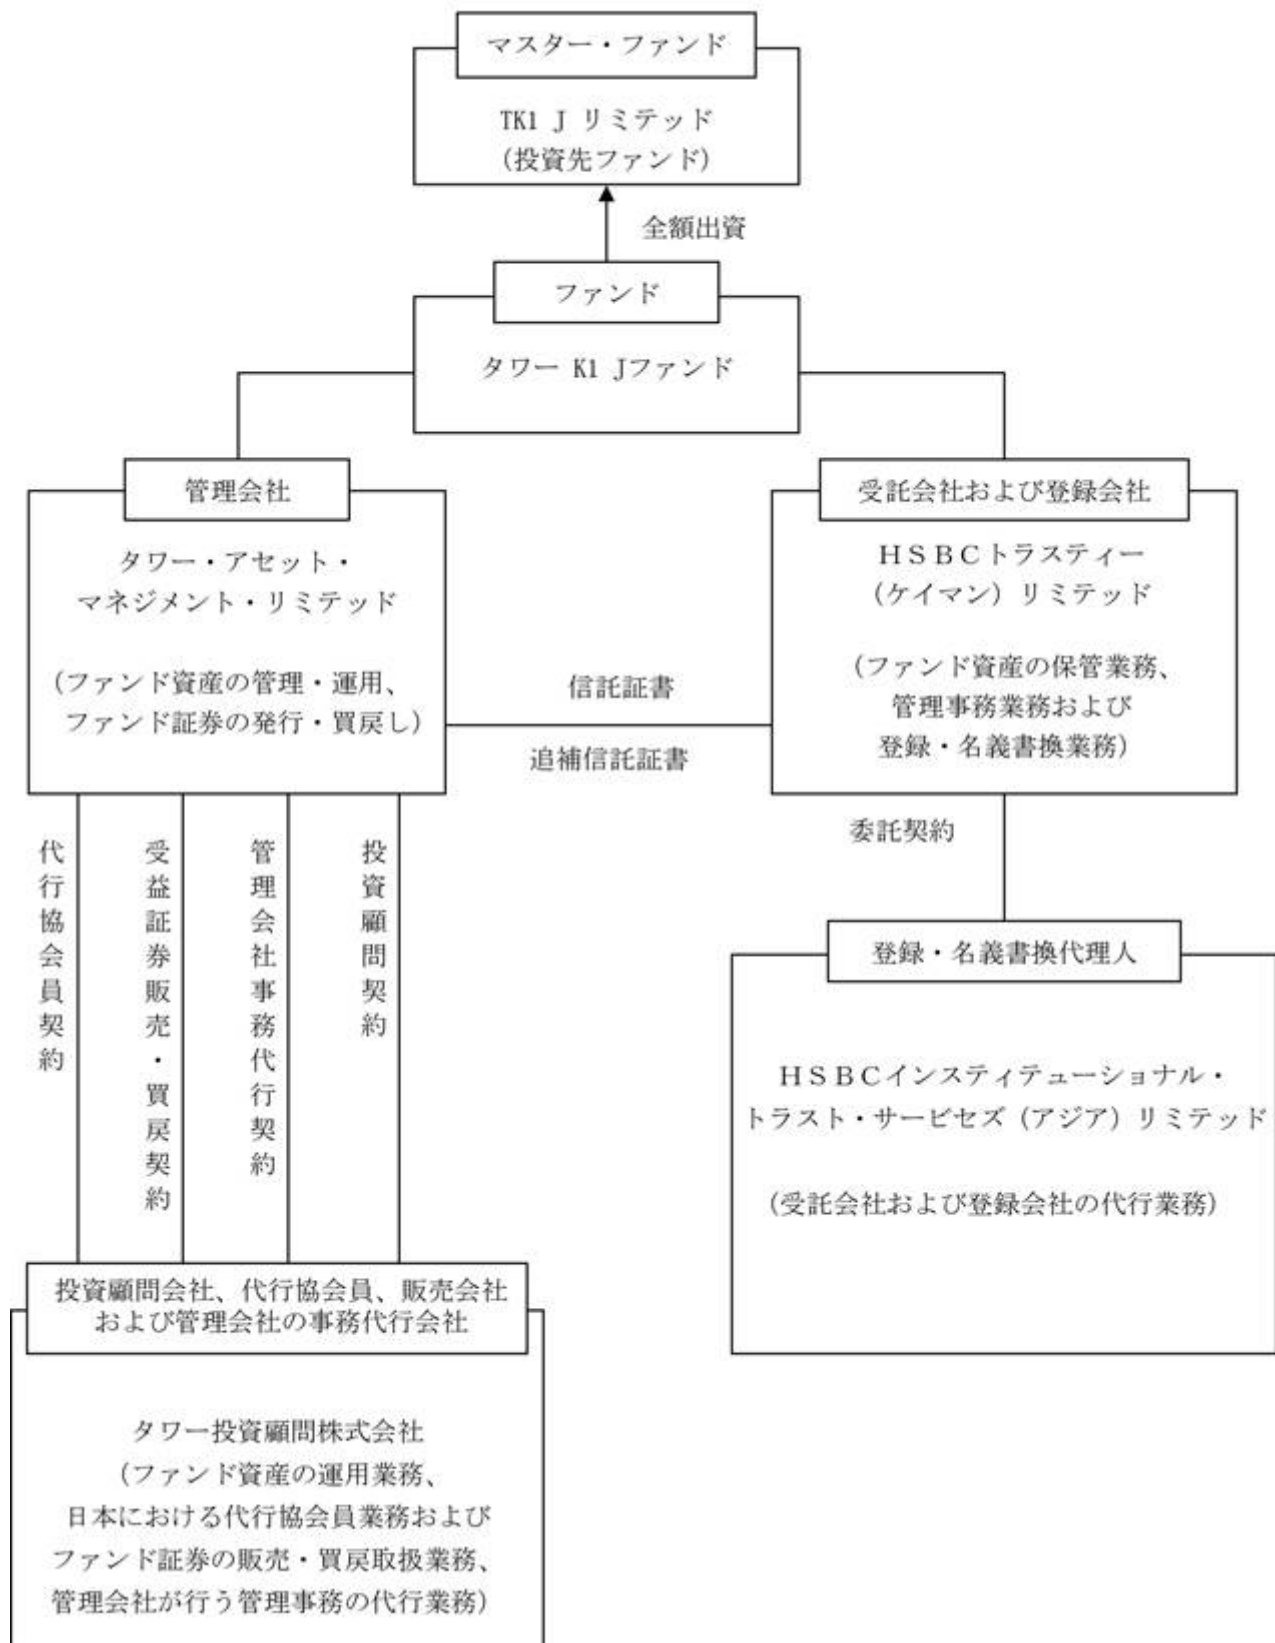 マスター・ファンド
TK1 J リミテッド
(投資先ファンド)
全額出資
ファンド
タワー K1 Jファンド
管理会社
タワー・アセット・
マネジメント・リミテッド
(ファンド資産の管理・運用、
ファンド証券の発行・買戻し)
信託証書
追補信託証書
受託会社および登録会社
HSBCトラスティー
(ケイマン) リミテッド
(ファンド資産の保管業務、
管理事務業務および
登録・名義書換業務)
委託契約
代行協会員契約
受益証券販売・買戻契約
管理会社事務代行契約
投資顧問契約
登録・名義書換代理人
HSBCインスティテューショナル・
トラスト・サービセズ (アジア) リミテッド
(受託会社および登録会社の代行業務)
投資顧問会社、代行協会員、販売会社
および管理会社の事務代行会社
タワー投資顧問株式会社
(ファンド資産の運用業務、
日本における代行協会員業務および
ファンド証券の販売・買戻取扱業務、
管理会社が行う管理事務の代行業務)